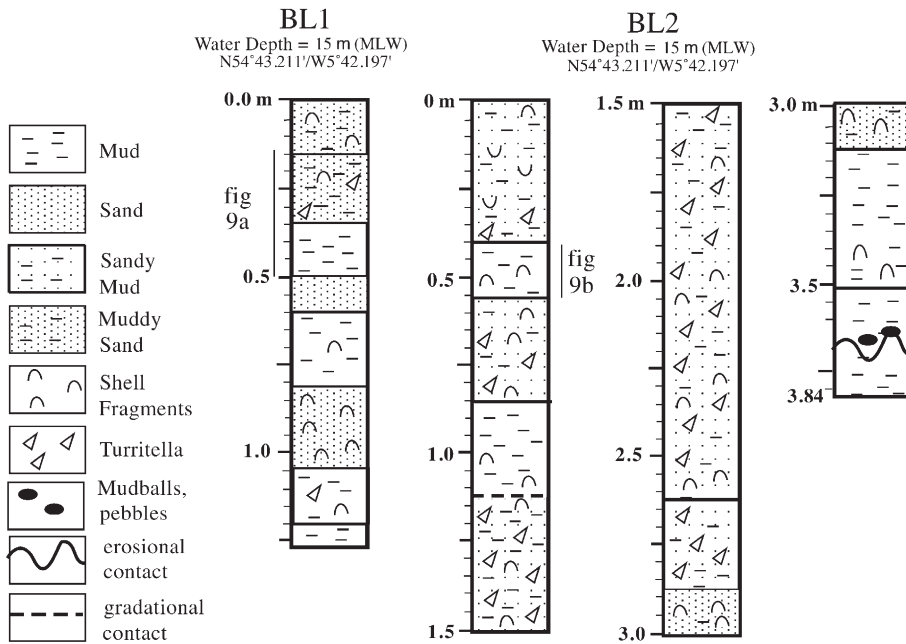 BL1
Water Depth = 15 m (MLW)
N54°43.211'/W5°42.197'
BL2
Water Depth = 15 m (MLW)
N54°43.211'/W5°42.197'
Mud
Sand
Sandy
Mud
Muddy
Sand
Shell
Fragments
Turritella
Mudballs,
pebbles
erosional
contact
gradational
contact
0.0 m
fig
9a
0.5
1.0
0 m
0.5
fig
9b
1.0
1.5
1.5 m
2.0
2.5
3.0
3.0 m
3.5
3.84